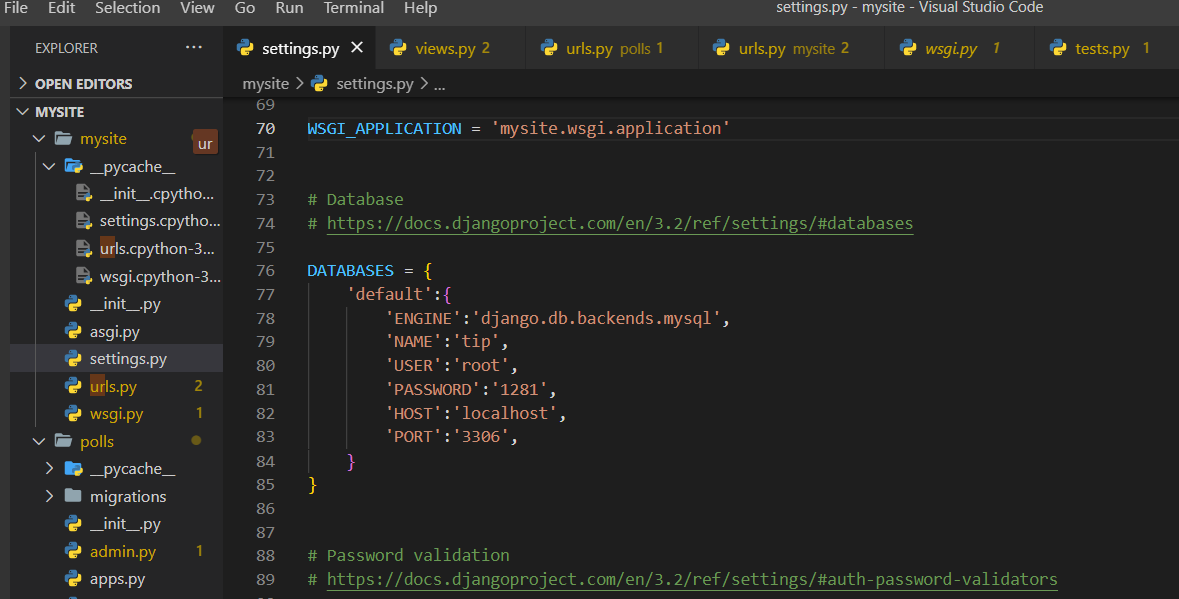 File Edit Selection View Go Run Terminal Help settings.py - mysite - Visual Studio Code
EXPLORER ···
settings.py × views.py 2 urls.py polls 1 urls.py mysite 2 wsgi.py 1 tests.py 1
OPEN EDITORS
mysite > settings.py > ...
MYSITE
mysite
ur
__pycache__
__init__.cpytho...
settings.cpytho...
urls.cpython-3...
wsgi.cpython-3...
__init__.py
asgi.py
settings.py
urls.py 2
wsgi.py 1
polls
__pycache__
migrations
__init__.py
admin.py 1
apps.py
69
70 WSGI_APPLICATION = 'mysite.wsgi.application'
71
72
73 # Database
74 # https://docs.djangoproject.com/en/3.2/ref/settings/#databases
75
76 DATABASES = {
77 'default':{
78 'ENGINE':'django.db.backends.mysql',
79 'NAME':'tip',
80 'USER':'root',
81 'PASSWORD':'1281',
82 'HOST':'localhost',
83 'PORT':'3306',
84 }
85 }
86
87
88 # Password validation
89 # https://docs.djangoproject.com/en/3.2/ref/settings/#auth-password-validators